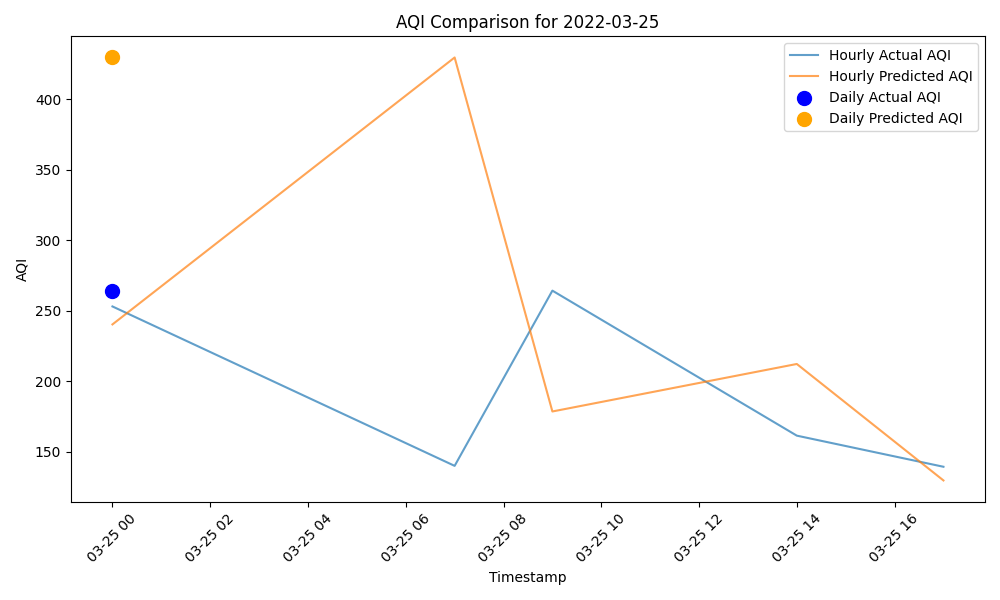 AQI Comparison for 2022-03-25
Hourly Actual AQI
Hourly Predicted AQI
Daily Actual AQI
Daily Predicted AQI
AQI
400
350
300
250
200
150
03-25 00
03-25 02
03-25 04
03-25 06
03-25 08
03-25 10
03-25 12
03-25 14
03-25 16
Timestamp